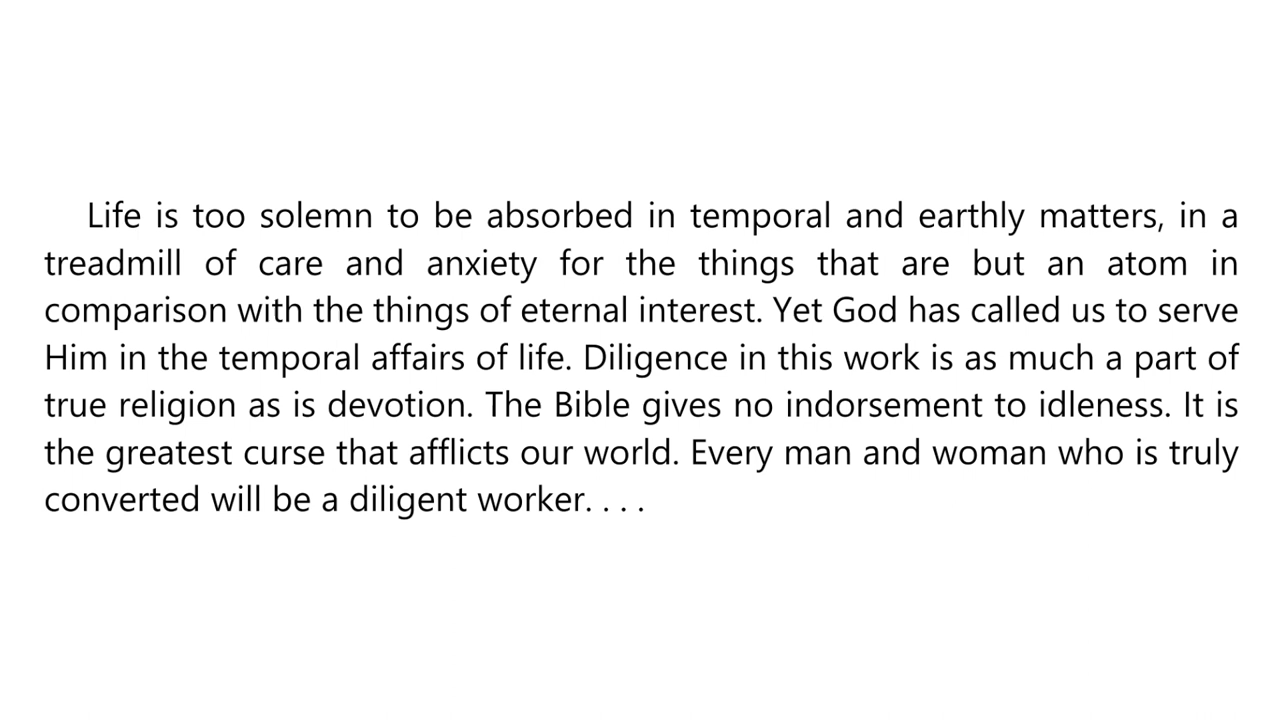 Life is too solemn to be absorbed in temporal and earthly matters, in a
treadmill of care and anxiety for the things that are but an atom in
comparison with the things of eternal interest. Yet God has called us to serve
Him in the temporal affairs of life. Diligence in this work is as much a part of
true religion as is devotion. The Bible gives no indorsement to idleness. It is
the greatest curse that afflicts our world. Every man and woman who is truly
converted will be a diligent worker. . . .